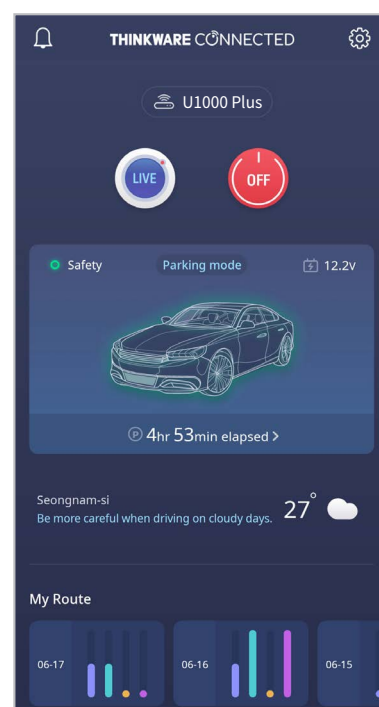 THINKWARE CONNECTED
U1000 Plus
LIVE
OFF
Safety
Parking mode
12.2v
P 4hr 53min elapsed >
Seongnam-si
Be more careful when driving on cloudy days.
27°
My Route
06-17
06-16
06-15